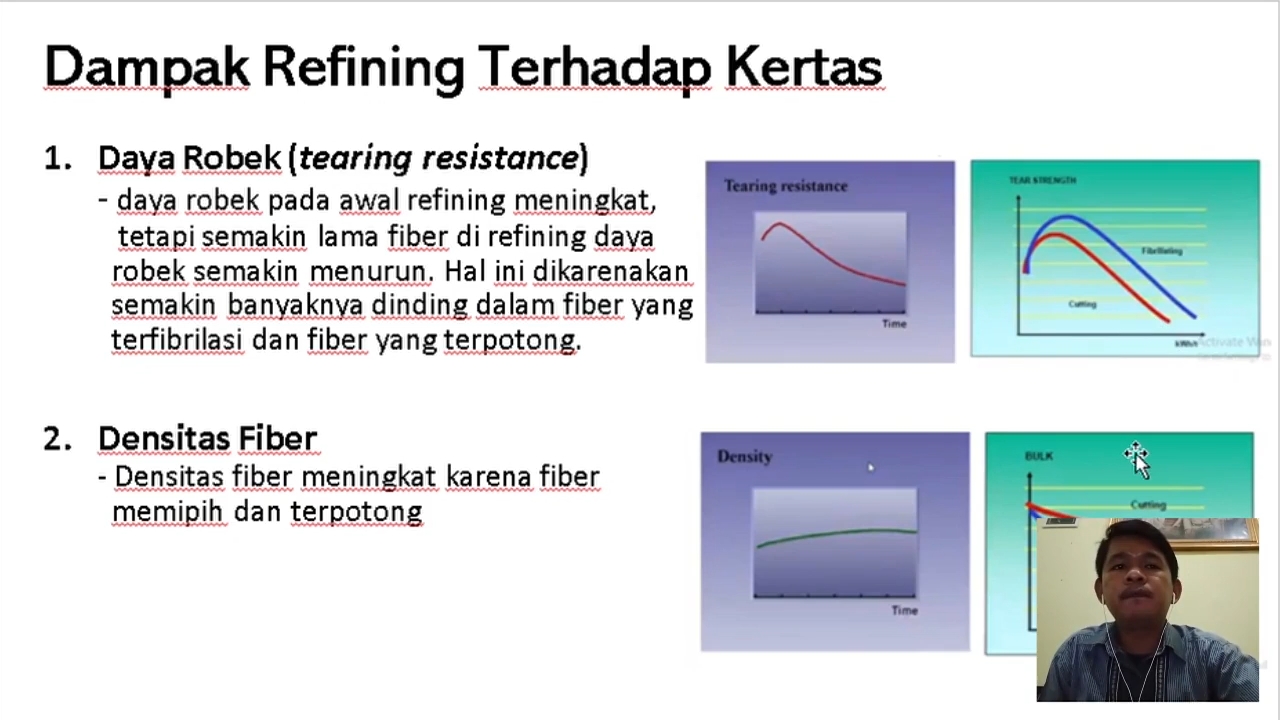 Dampak Refining Terhadap Kertas
1. Daya Robek (tearing resistance)
- daya robek pada awal refining meningkat,
tetapi semakin lama fiber di refining daya
robek semakin menurun. Hal ini dikarenakan
semakin banyaknya dinding dalam fiber yang
terfibrilasi dan fiber yang terpotong.
Tearing resistance
Time
TEAR STRENGTH
Fibrillating
Cutting
kWh/t
Activate Win
2. Densitas Fiber
- Densitas fiber meningkat karena fiber
memipih dan terpotong
Density
Time
BULK
Cutting